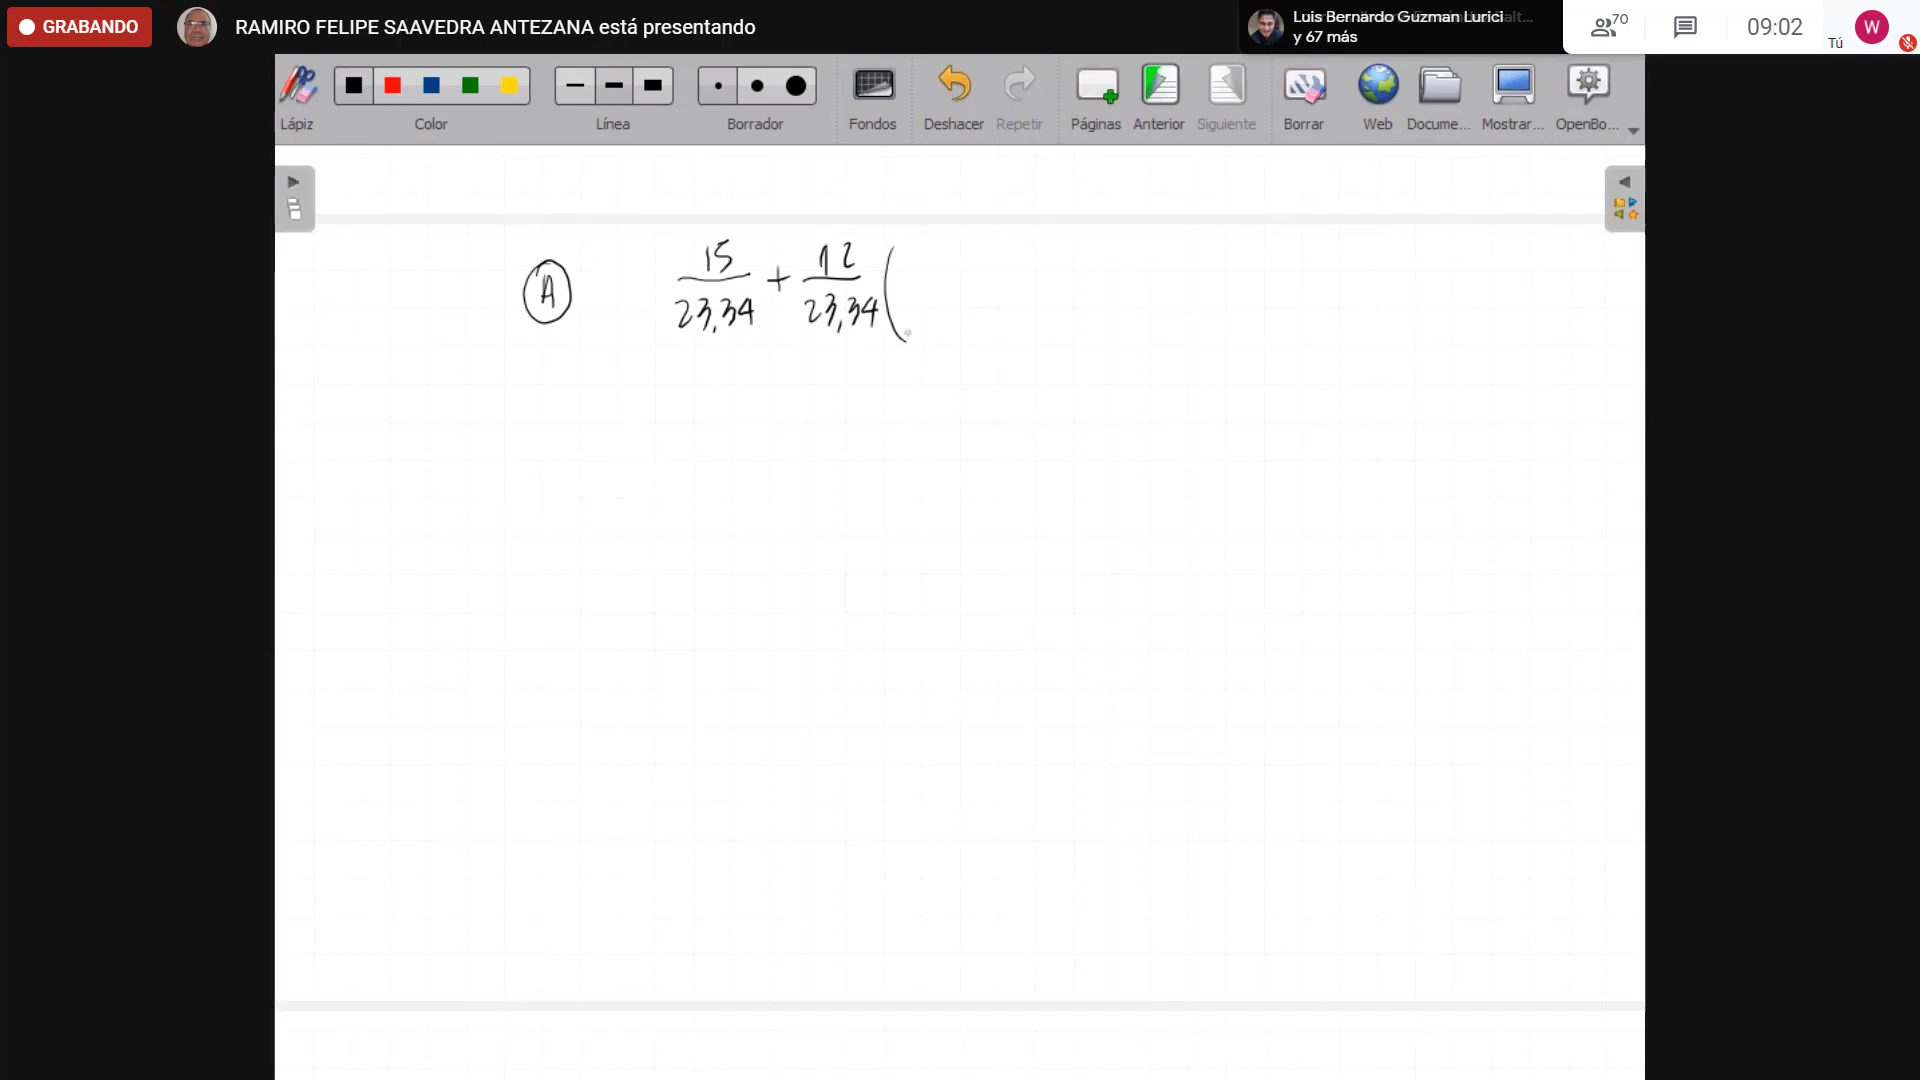 GRABANDO
RAMIRO FELIPE SAAVEDRA ANTEZANA está presentando
Luis Bernardo Guzman Lurici
y 67 más
70
09:02
Tú
W
Lápiz
Color
Línea
Borrador
Fondos
Deshacer
Repetir
Páginas
Anterior
Siguiente
Borrar
Web
Docume...
Mostrar...
OpenBo...
A
15/23,34 + 12/23,34 (